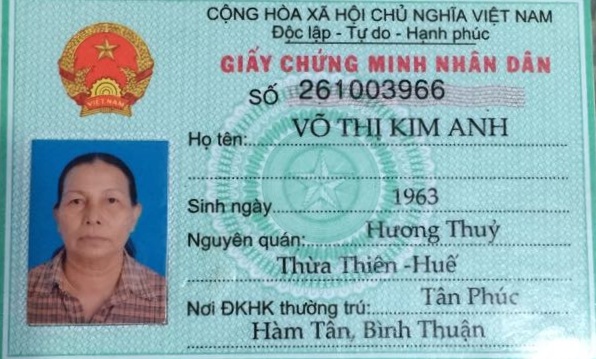 CỘNG HÒA XÃ HỘI CHỦ NGHĨA VIỆT NAM
Độc lập - Tự do - Hạnh phúc
GIẤY CHỨNG MINH NHÂN DÂN
SỐ 261003966
Họ tên: VÕ THỊ KIM ANH
Sinh ngày 1963
Nguyên quán: Hương Thuỷ
Thừa Thiên -Huế
Nơi ĐKHK thường trú: Tân Phúc
Hàm Tân, Bình Thuận
VIỆT NAM